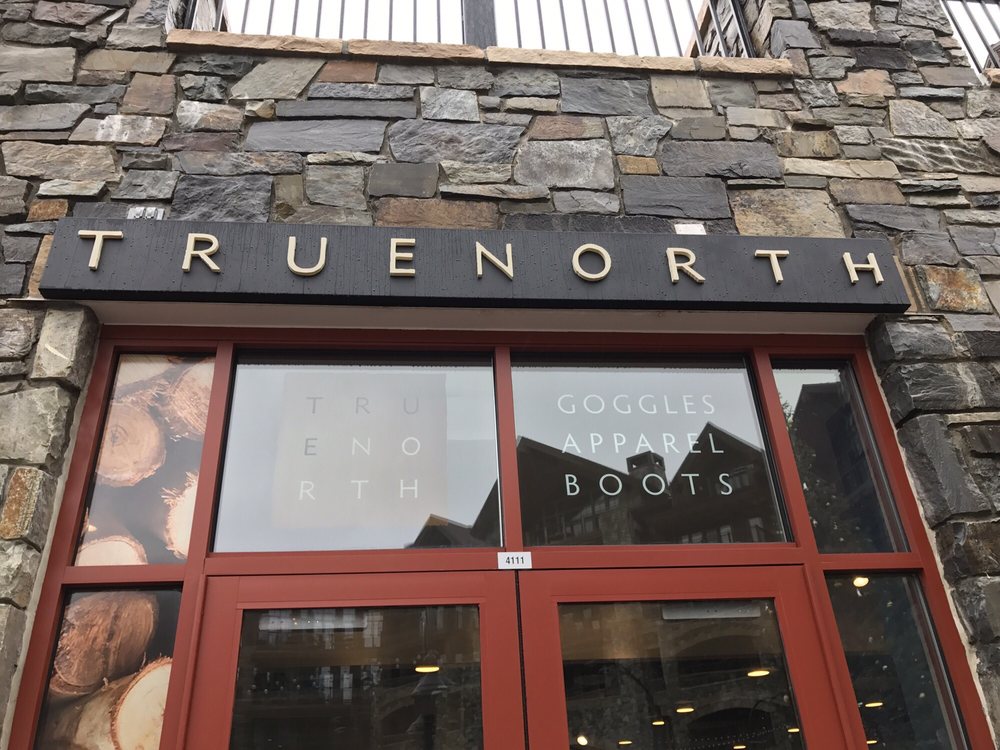 TRUENORTH
TRU
ENO
RTH
GOGGLES
APPAREL
BOOTS
4111